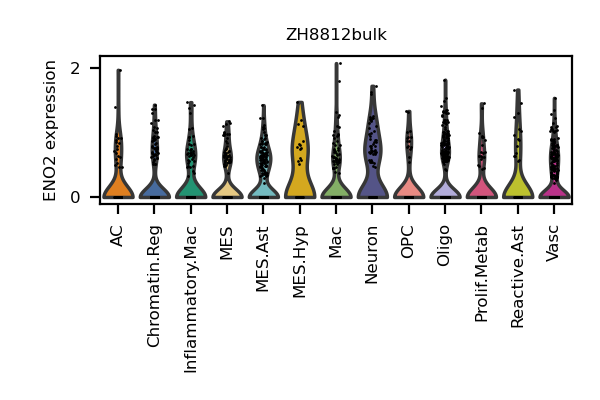 ZH8812bulk
ENO2 expression
2
0
AC
Chromatin.Reg
Inflammatory.Mac
MES
MES.Ast
MES.Hyp
Mac
Neuron
OPC
Oligo
Prolif.Metab
Reactive.Ast
Vasc